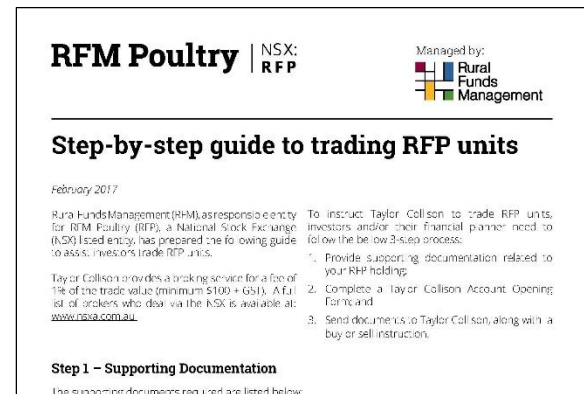 RFM Poultry
NSX:
RFP
Managed by:
Rural
Funds
Management
Step-by-step guide to trading RFP units
February 2017
Rural Funds Management (RFM), as responsible entity
for RFM Poultry (RFP), a National Stock Exchange
(NSX) listed entity, has prepared the following guide
to assist investors trade RFP units.
Taylor Collison provides a broking service for a fee of
1% of the trade value (minimum $100 + GST). A full
list of brokers who deal via the NSX is available at:
www.nsxa.com.au
To instruct Taylor Collison to trade RFP units,
investors and/or their financial planner need to
follow the below 3-step process:
1. Provide supporting documentation related to
your RFP holding;
2. Complete a Taylor Collison Account Opening
Form; and
3. Send documents to Taylor Collison, along with a
buy or sell instruction.
Step 1 – Supporting Documentation
The supporting documents required are listed below: